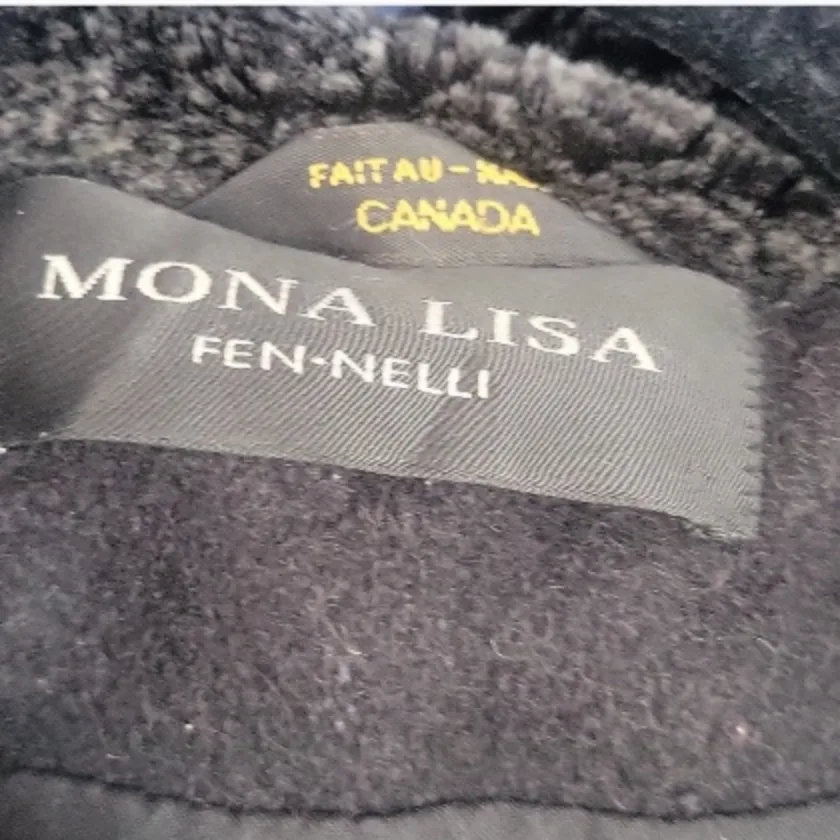 FAIT AU -
CANADA
MONA LISA
FEN-NELLI